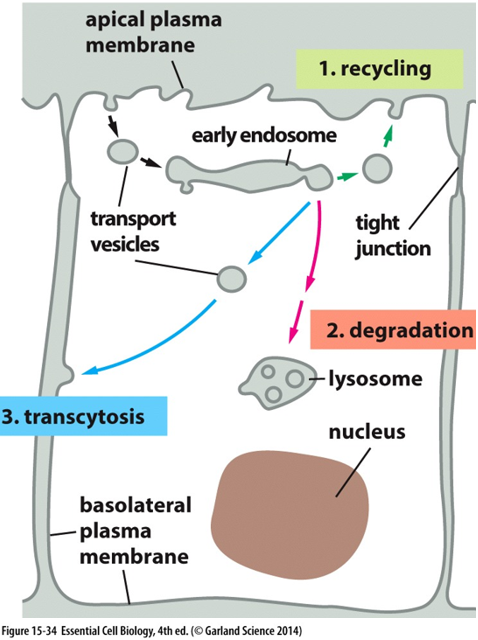 apical plasma
membrane
1. recycling
early endosome
transport
vesicles
tight
junction
2. degradation
lysosome
3. transcytosis
nucleus
basolateral
plasma
membrane
Figure 15-34 Essential Cell Biology, 4th ed. (© Garland Science 2014)